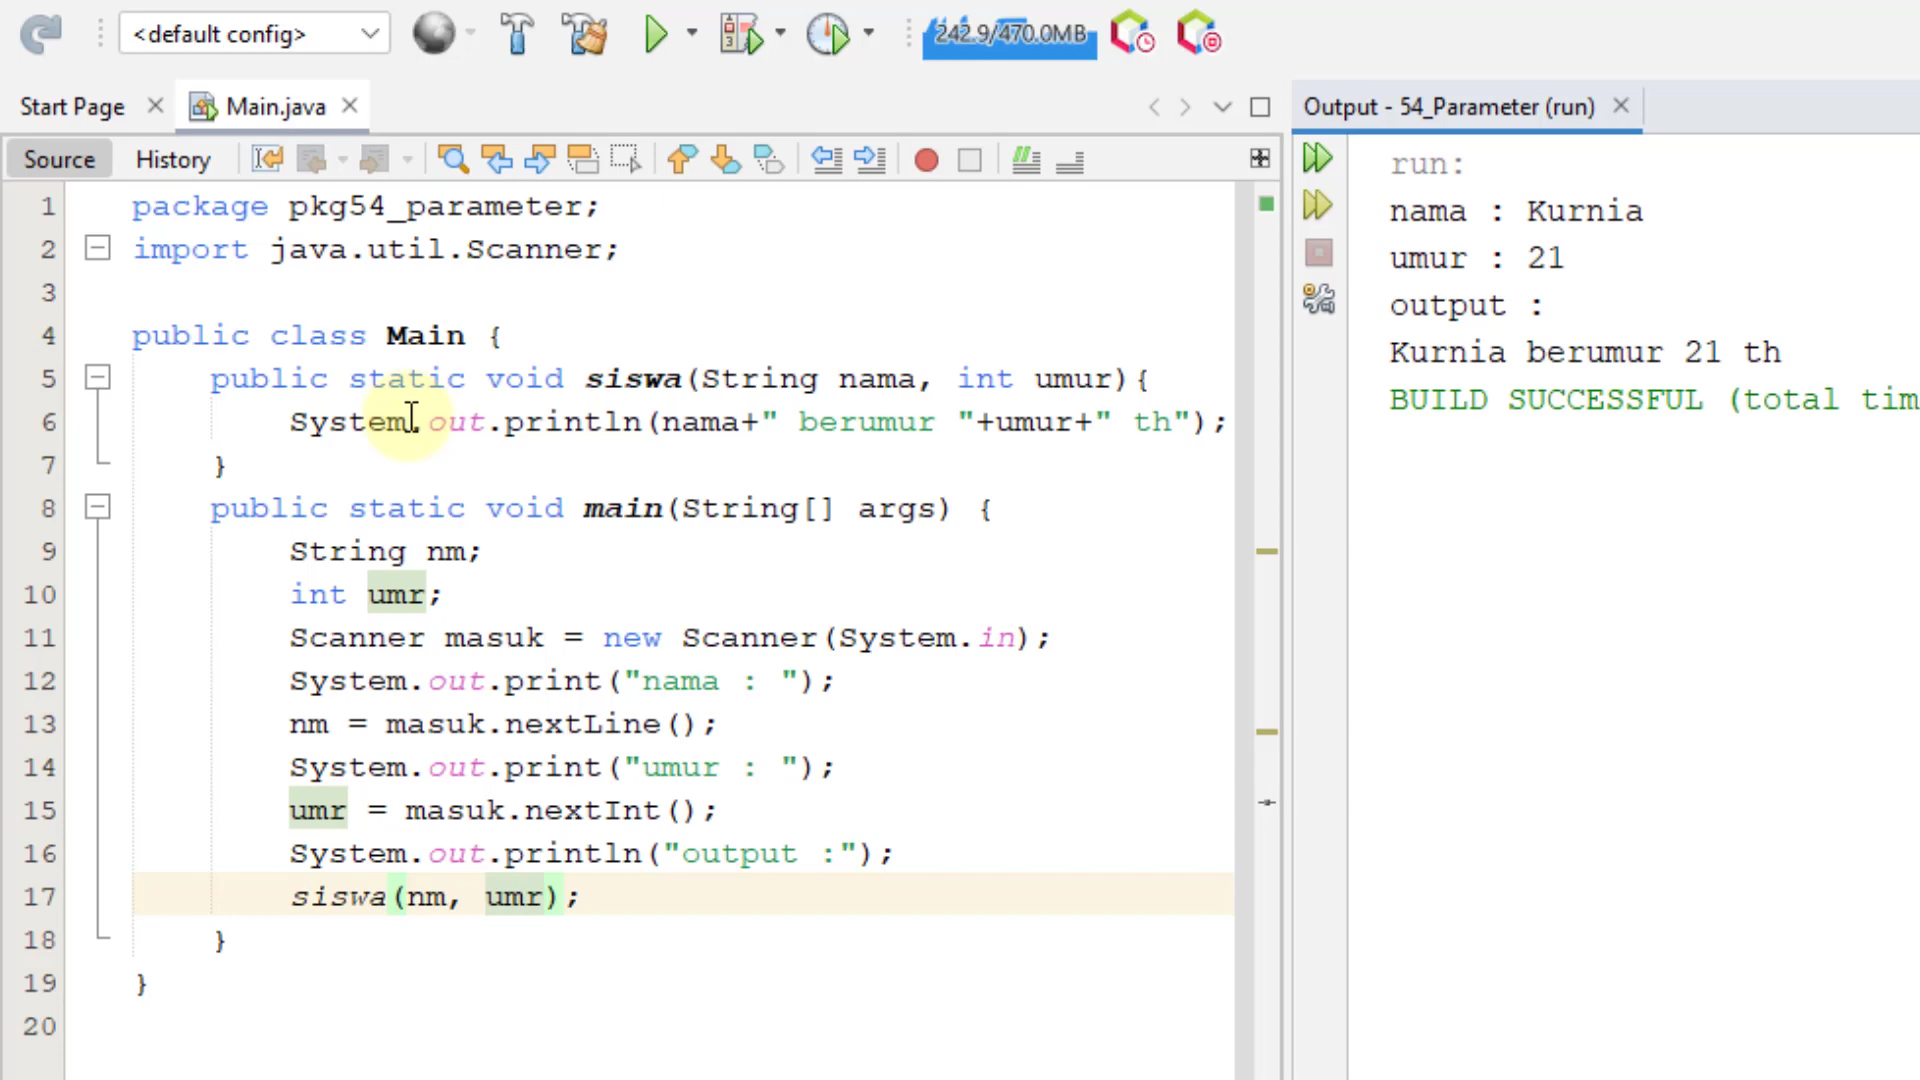 <default config>
242.9/470.0MB
Start Page
Main.java
Output - 54_Parameter (run)
Source
History
1 package pkg54_parameter;
2 import java.util.Scanner;
3
4 public class Main {
5 public static void siswa(String nama, int umur){
6 System.out.println(nama+" berumur "+umur+" th");
7 }
8 public static void main(String[] args) {
9 String nm;
10 int umr;
11 Scanner masuk = new Scanner(System.in);
12 System.out.print("nama : ");
13 nm = masuk.nextLine();
14 System.out.print("umur : ");
15 umr = masuk.nextInt();
16 System.out.println("output :");
17 siswa(nm, umr);
18 }
19 }
20
run:
nama : Kurnia
umur : 21
output :
Kurnia berumur 21 th
BUILD SUCCESSFUL (total tim